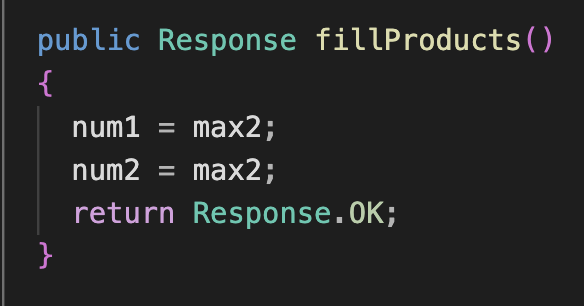 public Response fillProducts()
{
  num1 = max2;
  num2 = max2;
  return Response.OK;
}